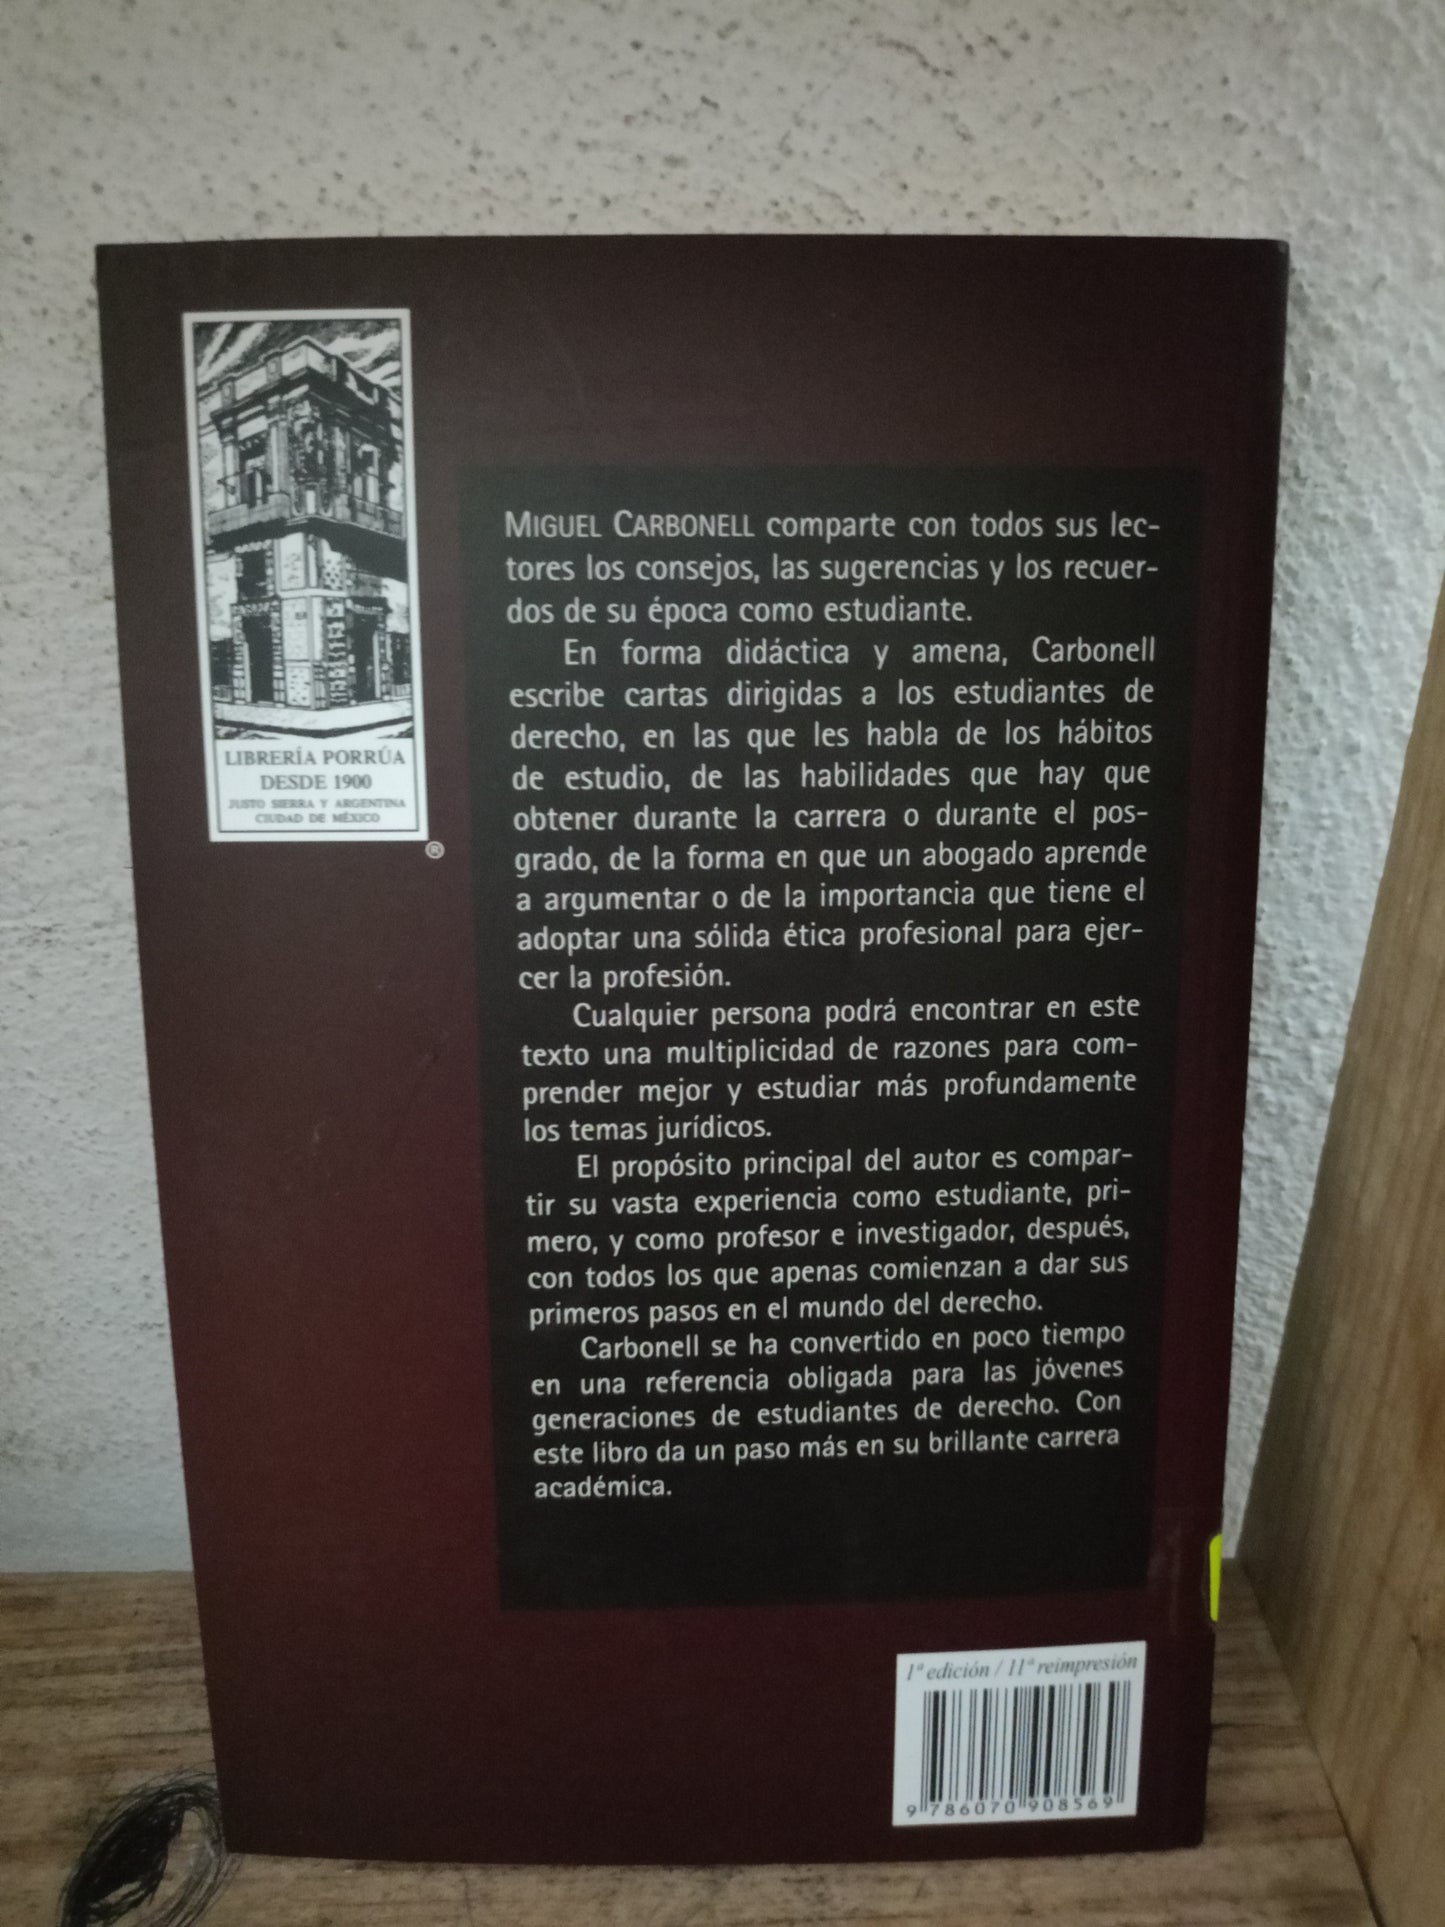 LIBRERÍA PORRÚA
DESDE 1900
JUSTO SIERRA Y ARGENTINA
CIUDAD DE MÉXICO
®
MIGUEL CARBONELL comparte con todos sus lec-
tores los consejos, las sugerencias y los recuer-
dos de su época como estudiante.
En forma didáctica y amena, Carbonell
escribe cartas dirigidas a los estudiantes de
derecho, en las que les habla de los hábitos
de estudio, de las habilidades que hay que
obtener durante la carrera o durante el pos-
grado, de la forma en que un abogado aprende
a argumentar o de la importancia que tiene el
adoptar una sólida ética profesional para ejer-
cer la profesión.
Cualquier persona podrá encontrar en este
texto una multiplicidad de razones para com-
prender mejor y estudiar más profundamente
los temas jurídicos.
El propósito principal del autor es compar-
tir su vasta experiencia como estudiante, pri-
mero, y como profesor e investigador, después,
con todos los que apenas comienzan a dar sus
primeros pasos en el mundo del derecho.
Carbonell se ha convertido en poco tiempo
en una referencia obligada para las jóvenes
generaciones de estudiantes de derecho. Con
este libro da un paso más en su brillante carrera
académica.
1ª edición / 11ª reimpresión
9 786070 908569